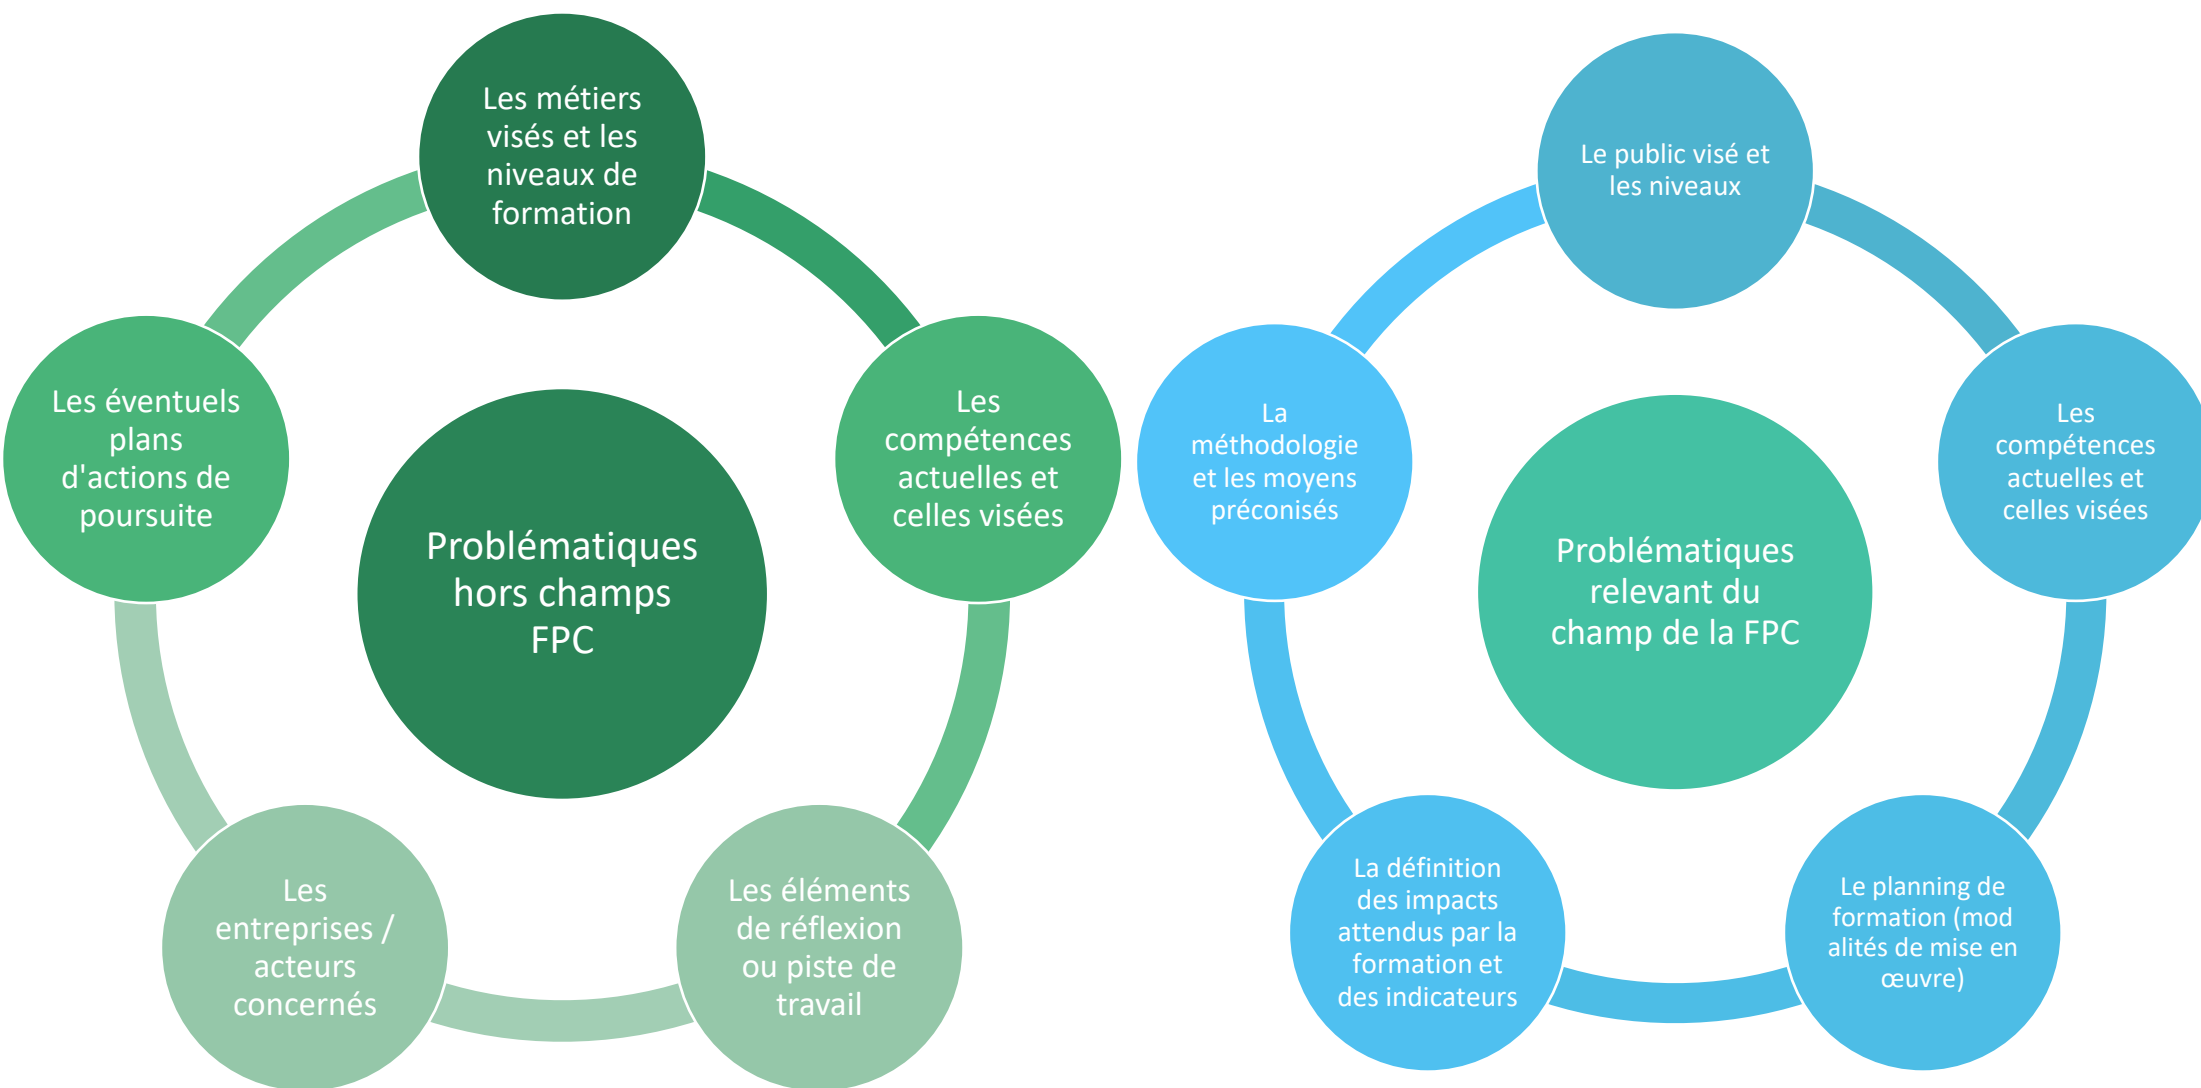 Les métiers
visés et les
niveaux de
formation
Les
compétences
actuelles et
celles visées
Les éléments
de réflexion
ou piste de
travail
Les
entreprises /
acteurs
concernés
Les éventuels
plans
d'actions de
poursuite
Problématiques
hors champs
FPC
Le public visé et
les niveaux
Les
compétences
actuelles et
celles visées
Le planning de
formation (mod
alités de mise en
œuvre)
La définition
des impacts
attendus par la
formation et
des indicateurs
La
méthodologie
et les moyens
préconisés
Problématiques
relevant du
champ de la FPC